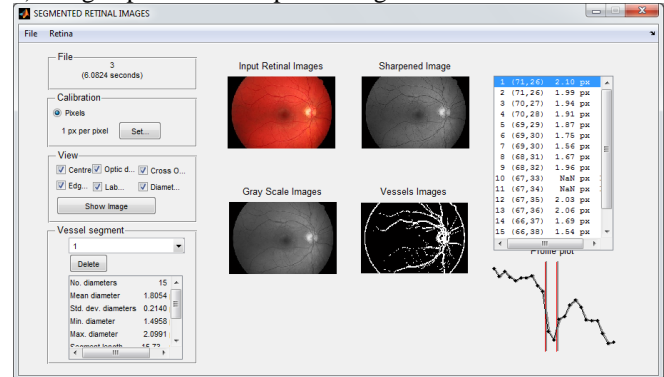 SEGMENTED RETINAL IMAGES
File Retina
File
3
(6.0824 seconds)
Calibration
Pixels
1 px per pixel Set...
View
Centre Optic d... Cross O...
Edg... Lab... Diamet...
Show Image
Vessel segment
1
Delete
No. diameters 15
Mean diameter 1.8054
Std. dev. diameters 0.2140
Min. diameter 1.4958
Max. diameter 2.0991
Segment length 16.73
Input Retinal Images
Sharpened Image
Gray Scale Images
Vessels Images
1 (71,26) 2.10 px
2 (71,26) 1.99 px
3 (70,27) 1.94 px
4 (70,28) 1.91 px
5 (69,29) 1.87 px
6 (69,30) 1.75 px
7 (69,30) 1.56 px
8 (68,31) 1.67 px
9 (68,32) 1.96 px
10 (67,33) NaN px
11 (67,34) NaN px
12 (67,35) 2.03 px
13 (67,36) 2.06 px
14 (66,37) 1.69 px
15 (66,38) 1.54 px
Profile plot